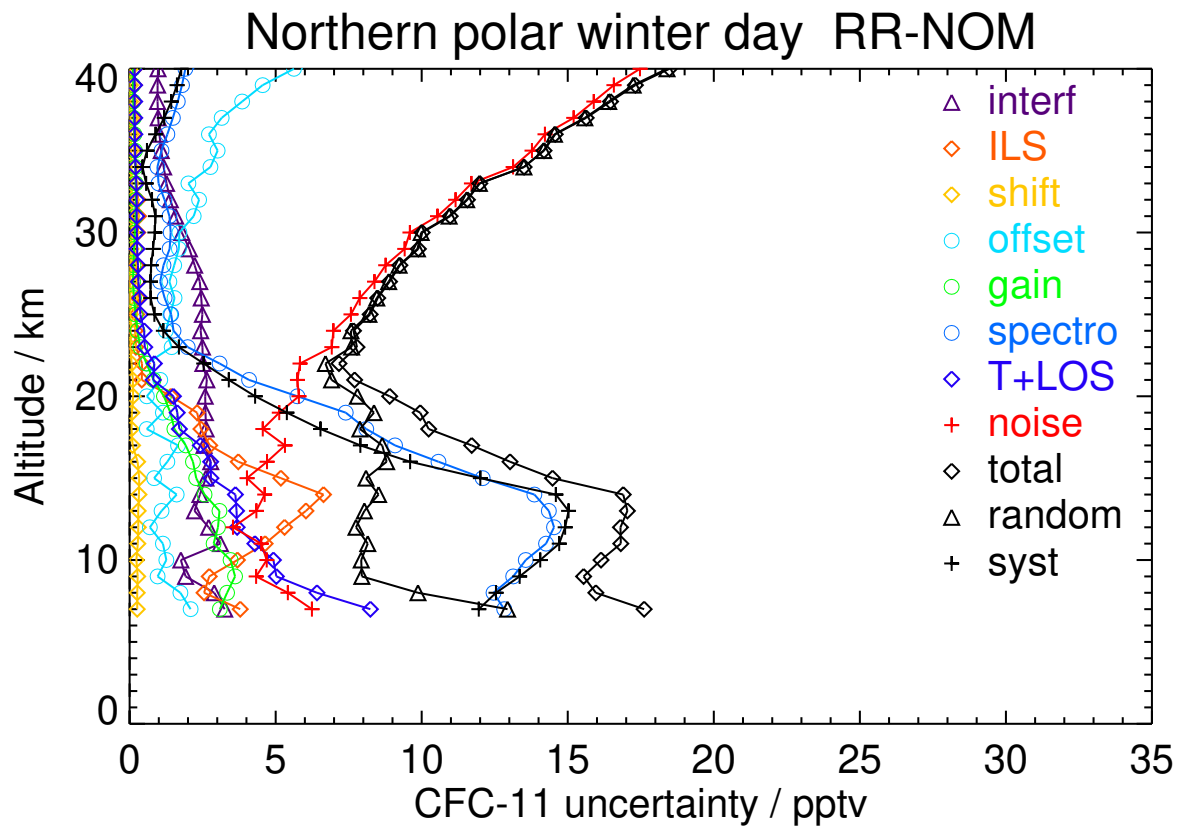 Northern polar winter day RR-NOM
40
30
20
10
0
Altitude / km
interf
ILS
shift
offset
gain
spectro
T+LOS
noise
total
random
syst
0 5 10 15 20 25 30 35
CFC-11 uncertainty / pptv